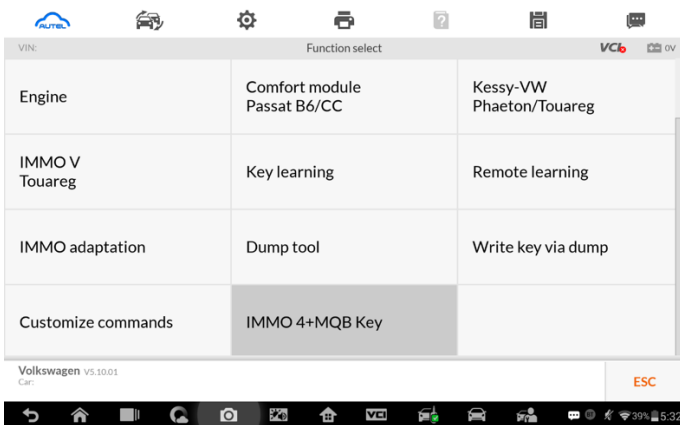 AUTEL
VIN:
Function select
VCI
0V
Engine
Comfort module
Passat B6/CC
Kessy-VW
Phaeton/Touareg
IMMO V
Touareg
Key learning
Remote learning
IMMO adaptation
Dump tool
Write key via dump
Customize commands
IMMO 4+MQB Key
Volkswagen V5.10.01
Car:
ESC
VCI
39%
5:32